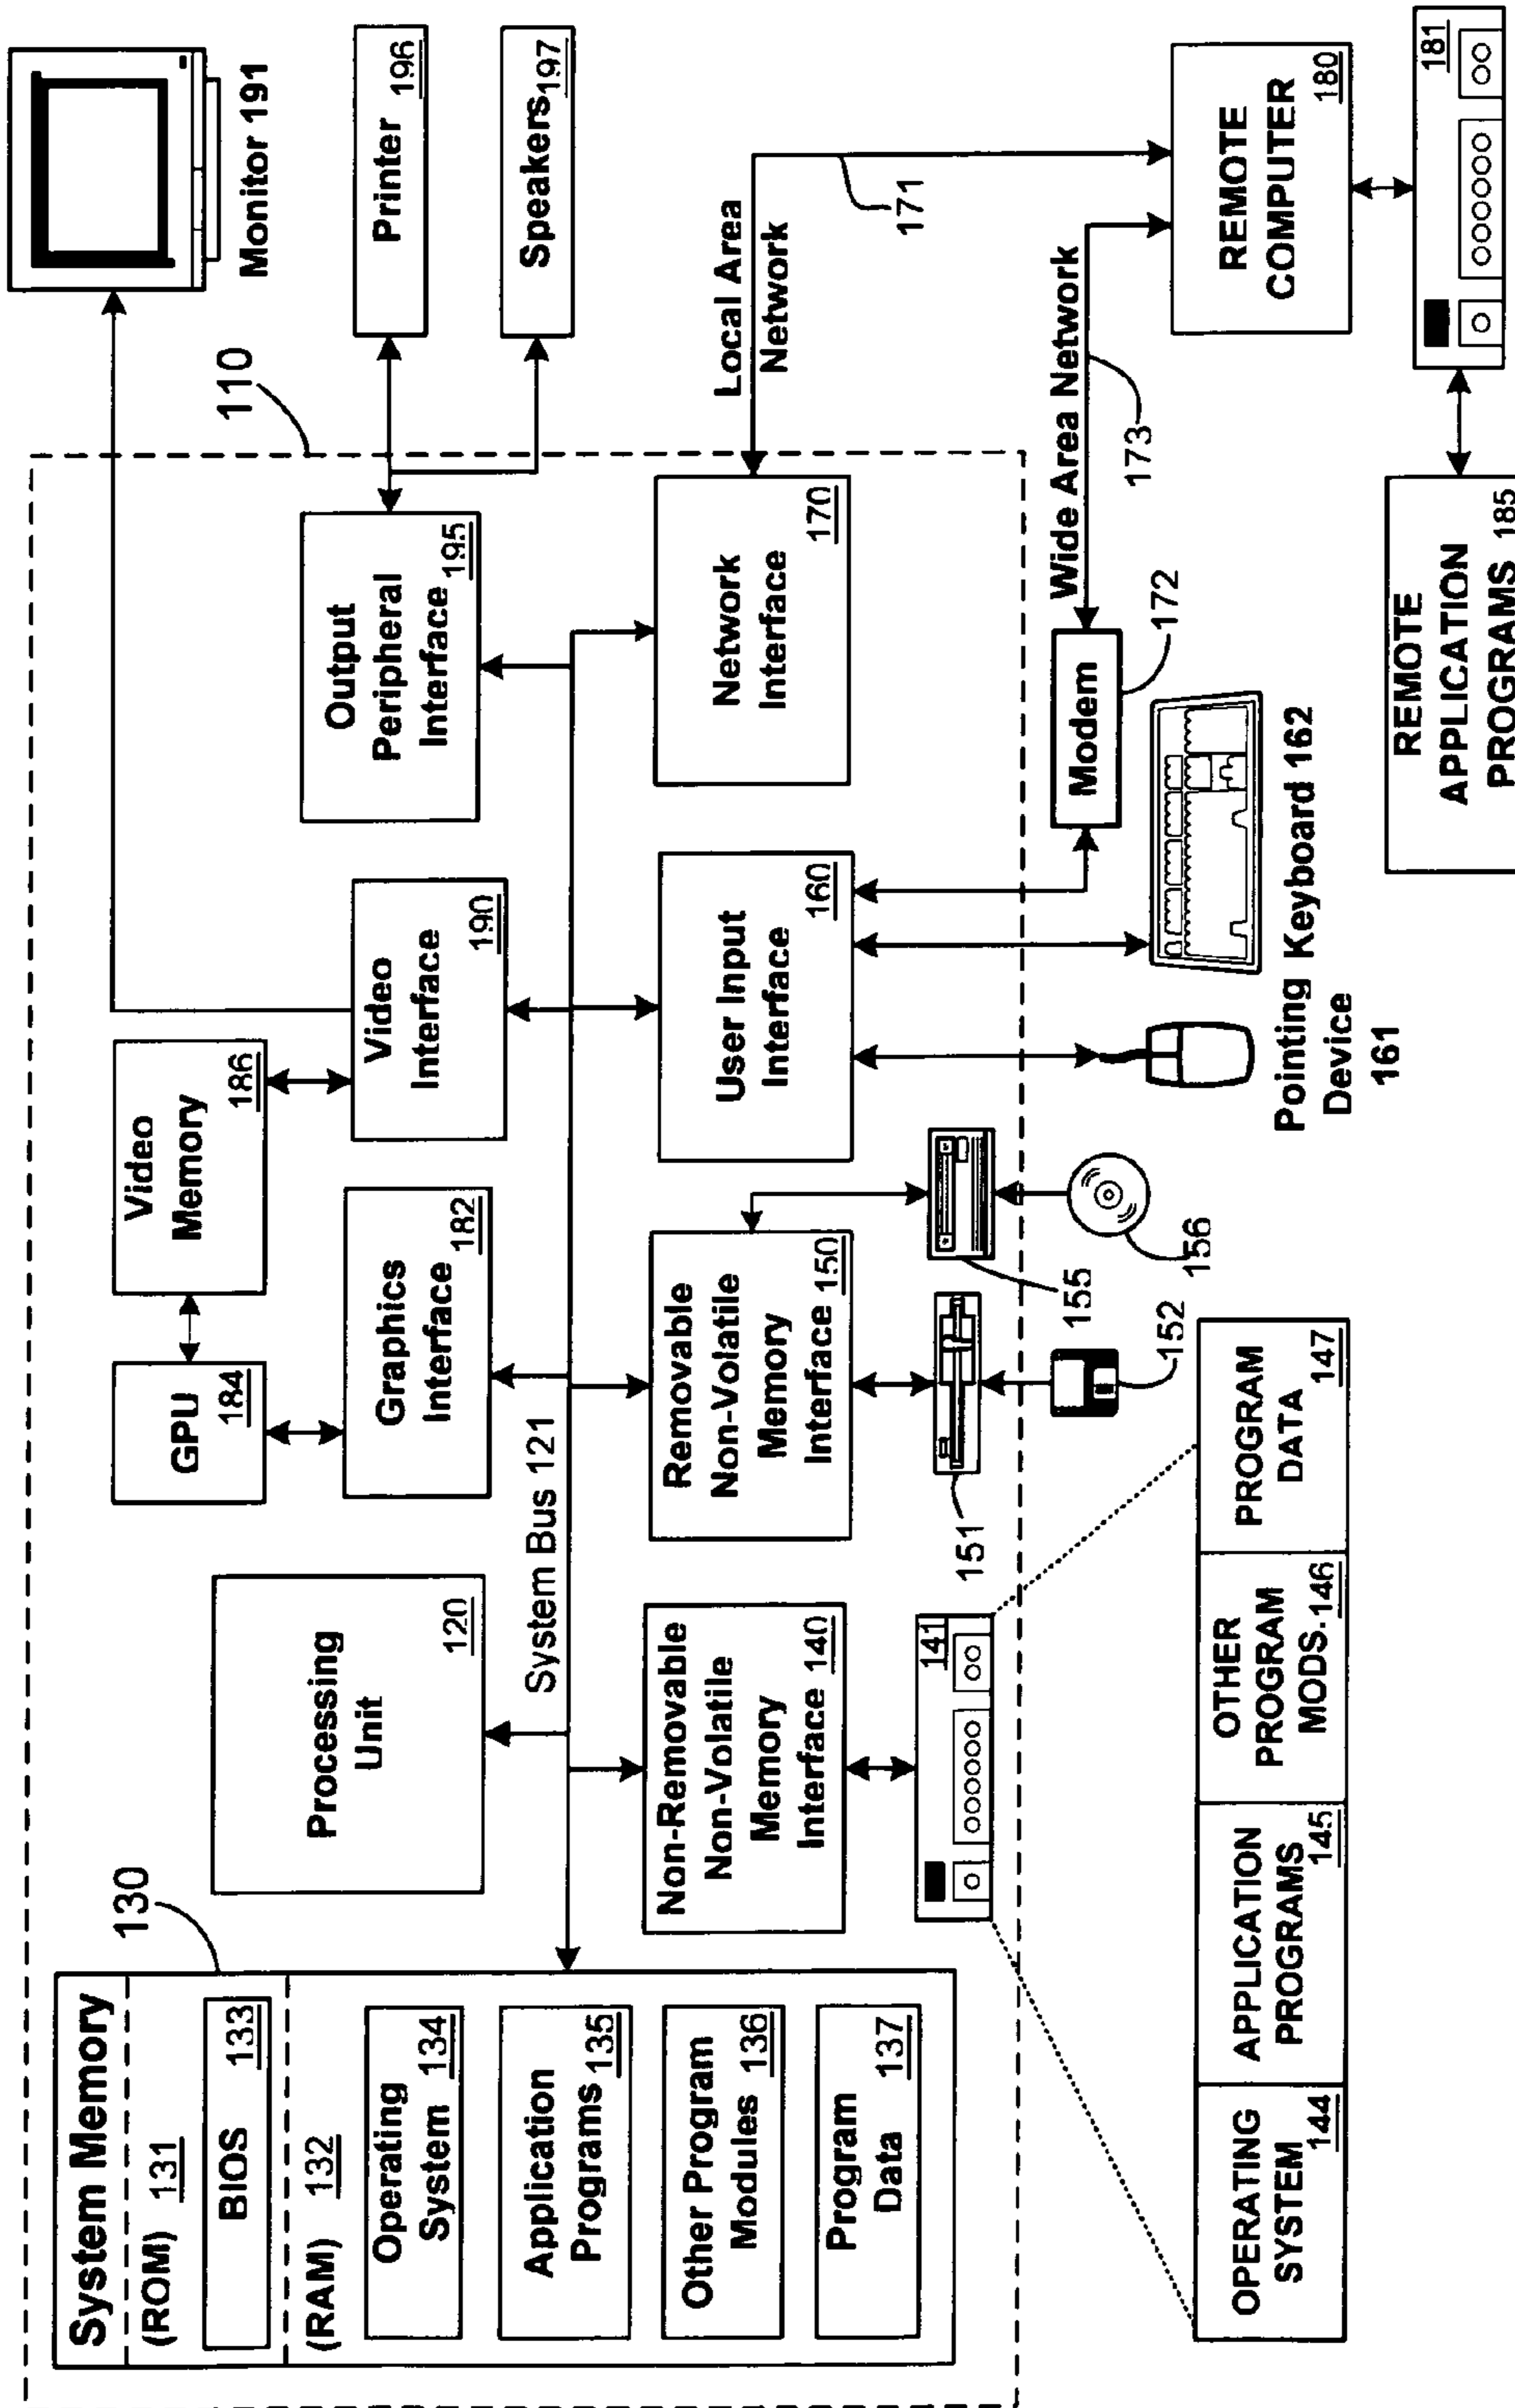 System Memory
(ROM) 131
BIOS 133
(RAM) 132
Operating
System 134
Application
Programs 135
Other Program
Modules 136
Program
Data 137
130
Processing
Unit
120
GPU
184
Video
Memory
186
Graphics
Interface
182
Video
Interface
190
Output
Peripheral
Interface 195
110
Monitor 191
Printer 196
Speakers 197
System Bus 121
Non-Removable
Non-Volatile
Memory
Interface 140
Removable
Non-Volatile
Memory
Interface 150
User Input
Interface
160
Network
Interface
170
Local Area
Network
171
141
151
155
152
156
Wide Area Network
173
Modem
172
Pointing
Device
161
Keyboard 162
REMOTE
COMPUTER
180
181
OPERATING
SYSTEM 144
APPLICATION
PROGRAMS
145
OTHER
PROGRAM
MODS. 146
PROGRAM
DATA
147
REMOTE
APPLICATION
PROGRAMS 185